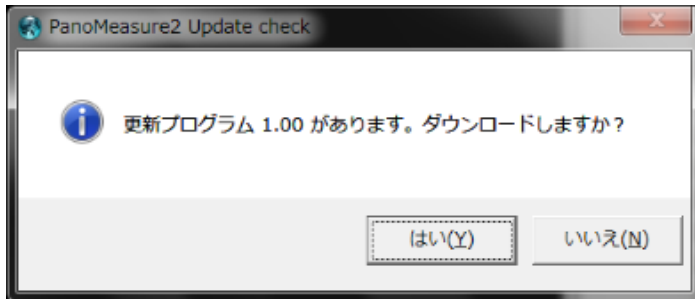 PanoMeasure2 Update check
更新プログラム 1.00 があります。ダウンロードしますか？
はい(Y)
いいえ(N)